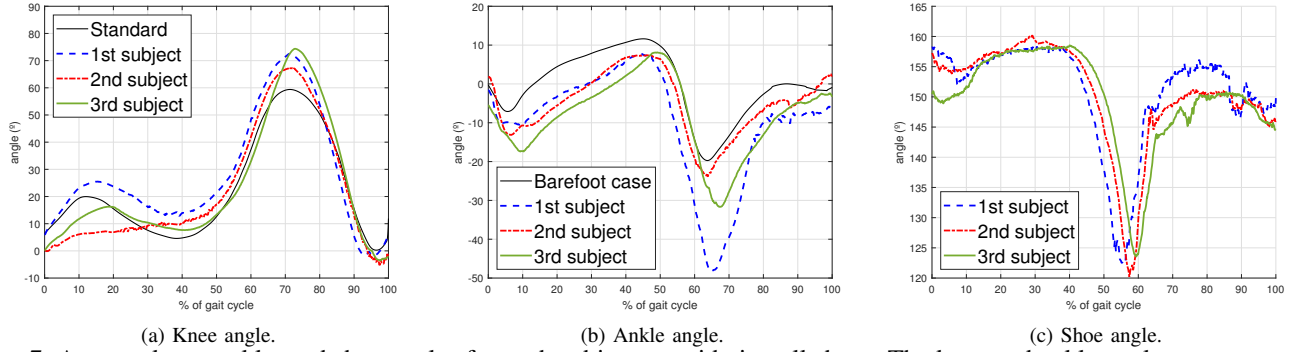 Standard
1st subject
2nd subject
3rd subject
angle (º)
90
80
70
60
50
40
30
20
10
0
-10
0 10 20 30 40 50 60 70 80 90 100
% of gait cycle
(a) Knee angle.
Barefoot case
1st subject
2nd subject
3rd subject
angle (º)
20
10
0
-10
-20
-30
-40
-50
0 10 20 30 40 50 60 70 80 90 100
% of gait cycle
(b) Ankle angle.
1st subject
2nd subject
3rd subject
angle (º)
165
160
155
150
145
140
135
130
125
120
0 10 20 30 40 50 60 70 80 90 100
% of gait cycle
(c) Shoe angle.